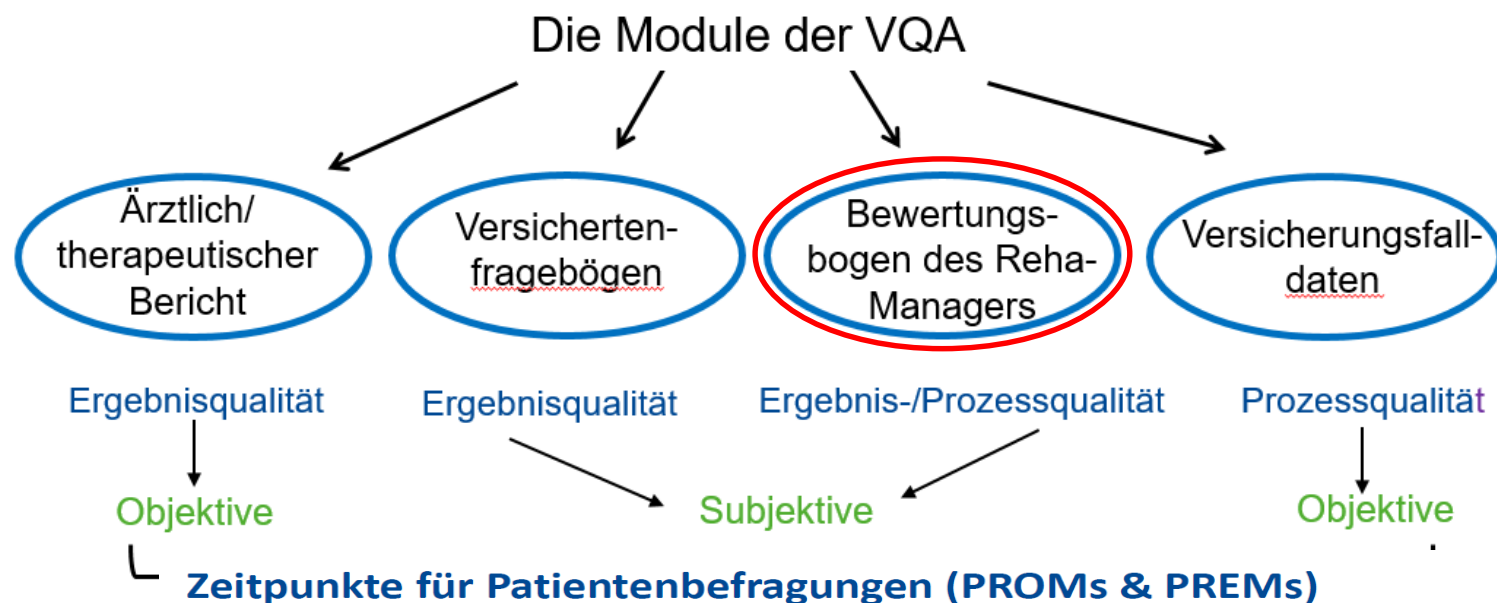 Die Module der VQA
Ärztlich/
therapeutischer
Bericht
Versicherten-
fragebögen
Bewertungs-
bogen des Reha-
Managers
Versicherungsfall-
daten
Ergebnisqualität
Ergebnisqualität
Ergebnis-/Prozessqualität
Prozessqualität
Objektive
Subjektive
Objektive
Zeitpunkte für Patientenbefragungen (PROMs & PREMs)